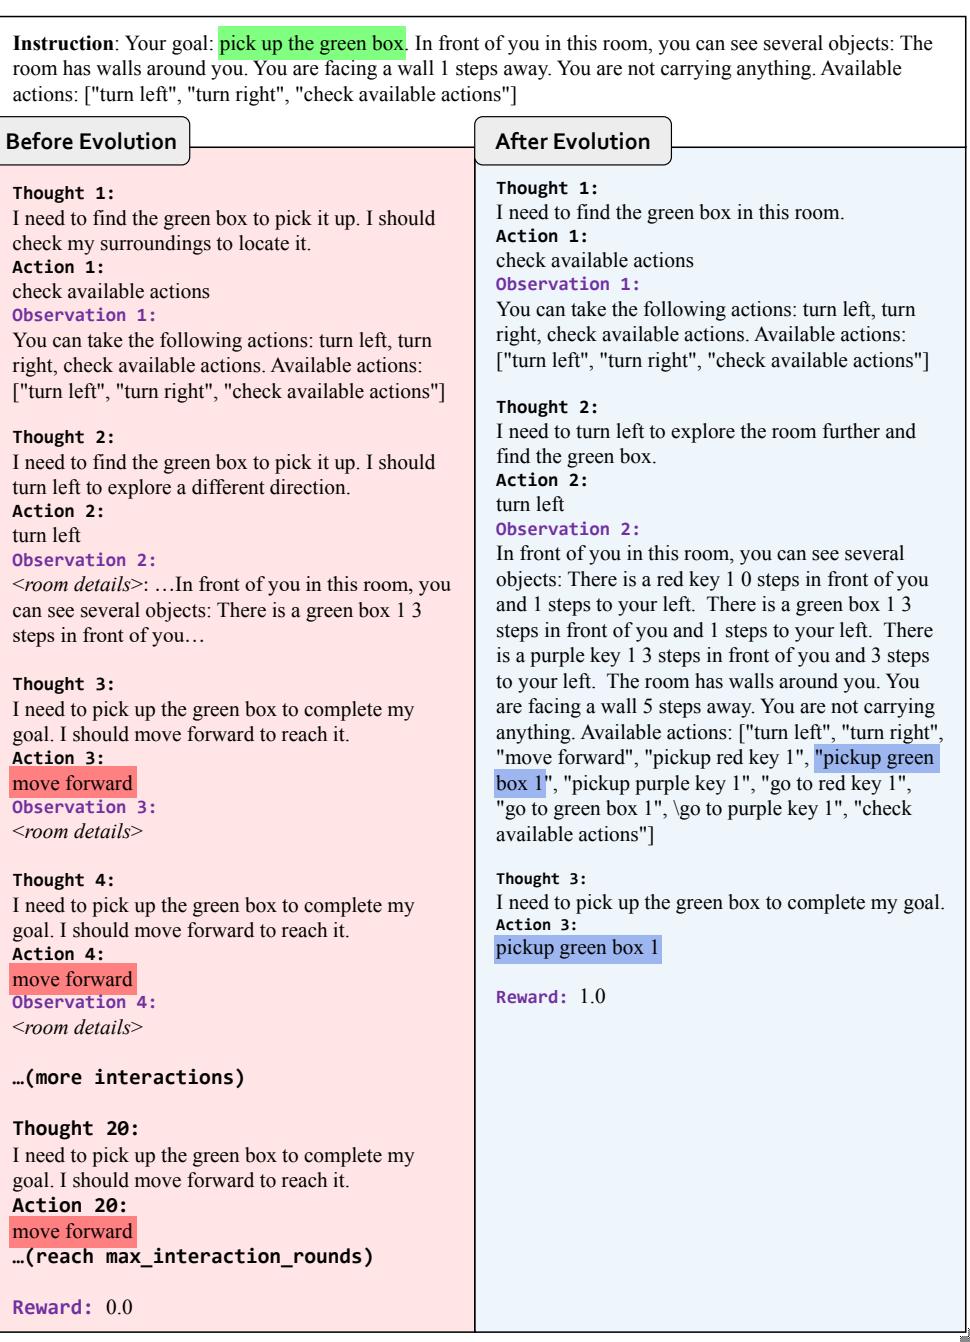 Instruction: Your goal: pick up the green box. In front of you in this room, you can see several objects: The
room has walls around you. You are facing a wall 1 steps away. You are not carrying anything. Available
actions: ["turn left", "turn right", "check available actions"]
Before Evolution
Thought 1:
I need to find the green box to pick it up. I should
check my surroundings to locate it.
Action 1:
check available actions
Observation 1:
You can take the following actions: turn left, turn
right, check available actions. Available actions:
["turn left", "turn right", "check available actions"]
Thought 2:
I need to find the green box to pick it up. I should
turn left to explore a different direction.
Action 2:
turn left
Observation 2:
<room details>: …In front of you in this room, you
can see several objects: There is a green box 1 3
steps in front of you…
Thought 3:
I need to pick up the green box to complete my
goal. I should move forward to reach it.
Action 3:
move forward
Observation 3:
<room details>
Thought 4:
I need to pick up the green box to complete my
goal. I should move forward to reach it.
Action 4:
move forward
Observation 4:
<room details>
…(more interactions)
Thought 20:
I need to pick up the green box to complete my
goal. I should move forward to reach it.
Action 20:
move forward
…(reach max_interaction_rounds)
Reward: 0.0
After Evolution
Thought 1:
I need to find the green box in this room.
Action 1:
check available actions
Observation 1:
You can take the following actions: turn left, turn
right, check available actions. Available actions:
["turn left", "turn right", "check available actions"]
Thought 2:
I need to turn left to explore the room further and
find the green box.
Action 2:
turn left
Observation 2:
In front of you in this room, you can see several
objects: There is a red key 1 0 steps in front of you
and 1 steps to your left. There is a green box 1 3
steps in front of you and 1 steps to your left. There
is a purple key 1 3 steps in front of you and 3 steps
to your left. The room has walls around you. You
are facing a wall 5 steps away. You are not carrying
anything. Available actions: ["turn left", "turn right",
"move forward", "pickup red key 1", "pickup green
box 1", "pickup purple key 1", "go to red key 1",
"go to green box 1", \go to purple key 1", "check
available actions"]
Thought 3:
I need to pick up the green box to complete my goal.
Action 3:
pickup green box 1
Reward: 1.0